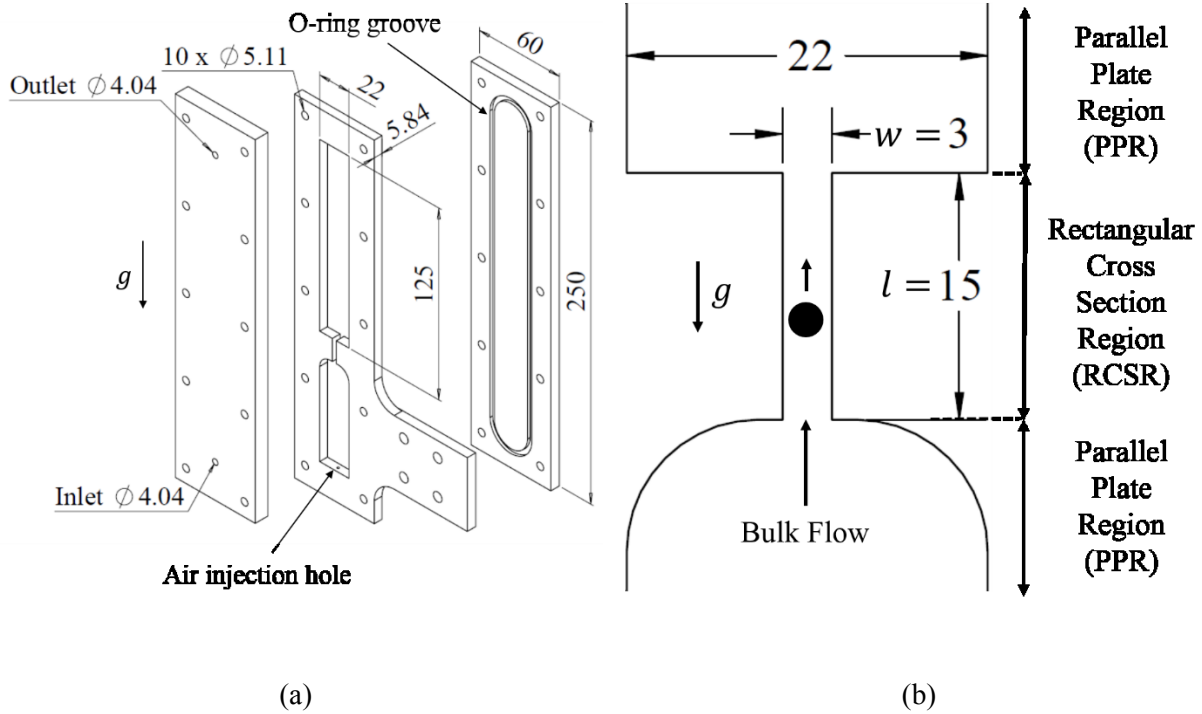 O-ring groove
10 x ∅5.11
Outlet ∅4.04
22
5.84
60
125
250
g
Inlet ∅4.04
Air injection hole
(a)
22
w = 3
l = 15
g
Bulk Flow
Parallel
Plate
Region
(PPR)
Rectangular
Cross
Section
Region
(RCSR)
Parallel
Plate
Region
(PPR)
(b)